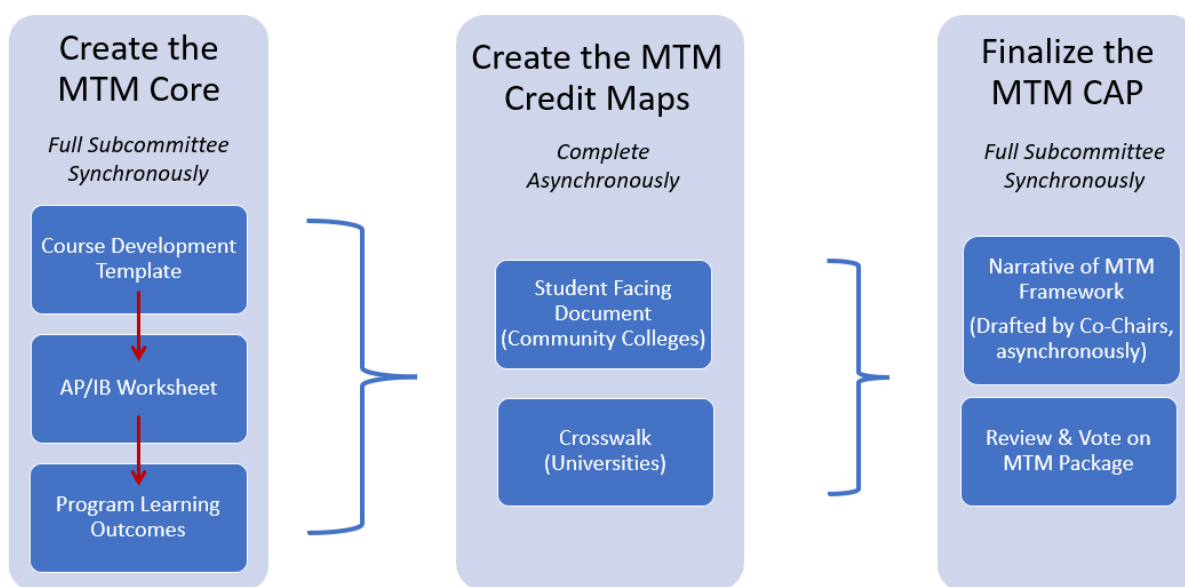 Create the
MTM Core
Full Subcommittee
Synchronously
Course Development
Template
AP/IB Worksheet
Program Learning
Outcomes
Create the MTM
Credit Maps
Complete
Asynchronously
Student Facing
Document
(Community Colleges)
Crosswalk
(Universities)
Finalize the
MTM CAP
Full Subcommittee
Synchronously
Narrative of MTM
Framework
(Drafted by Co-Chairs,
asynchronously)
Review & Vote on
MTM Package